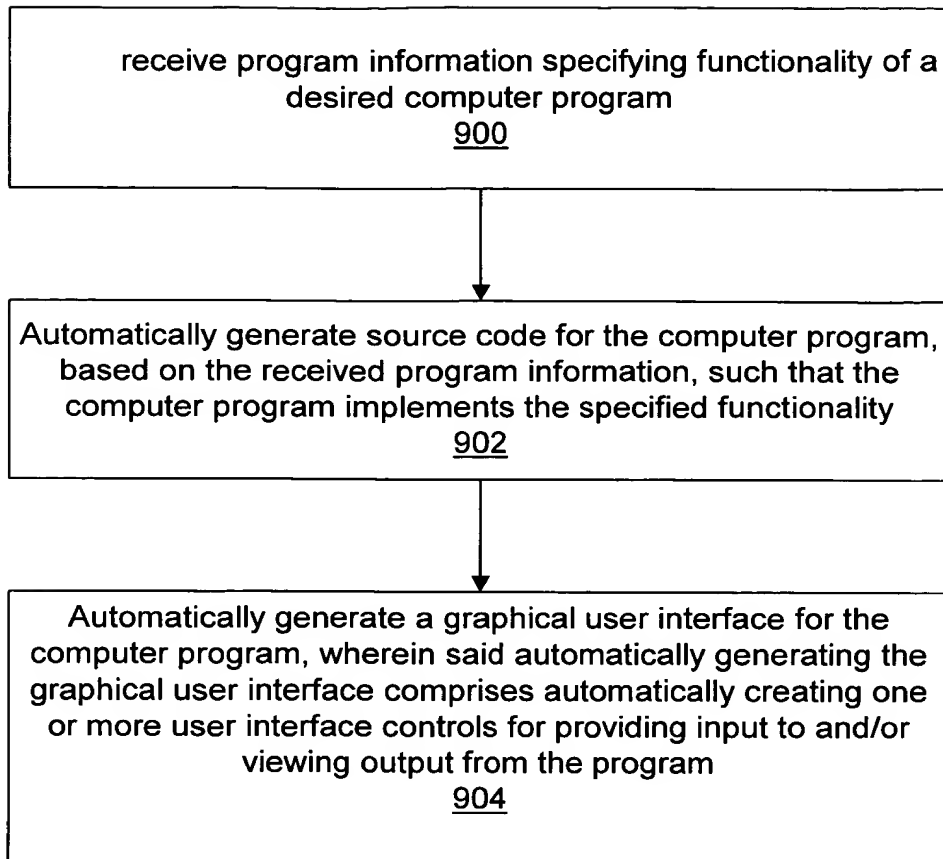 receive program information specifying functionality of a
desired computer program
900
Automatically generate source code for the computer program,
based on the received program information, such that the
computer program implements the specified functionality
902
Automatically generate a graphical user interface for the
computer program, wherein said automatically generating the
graphical user interface comprises automatically creating one
or more user interface controls for providing input to and/or
viewing output from the program
904